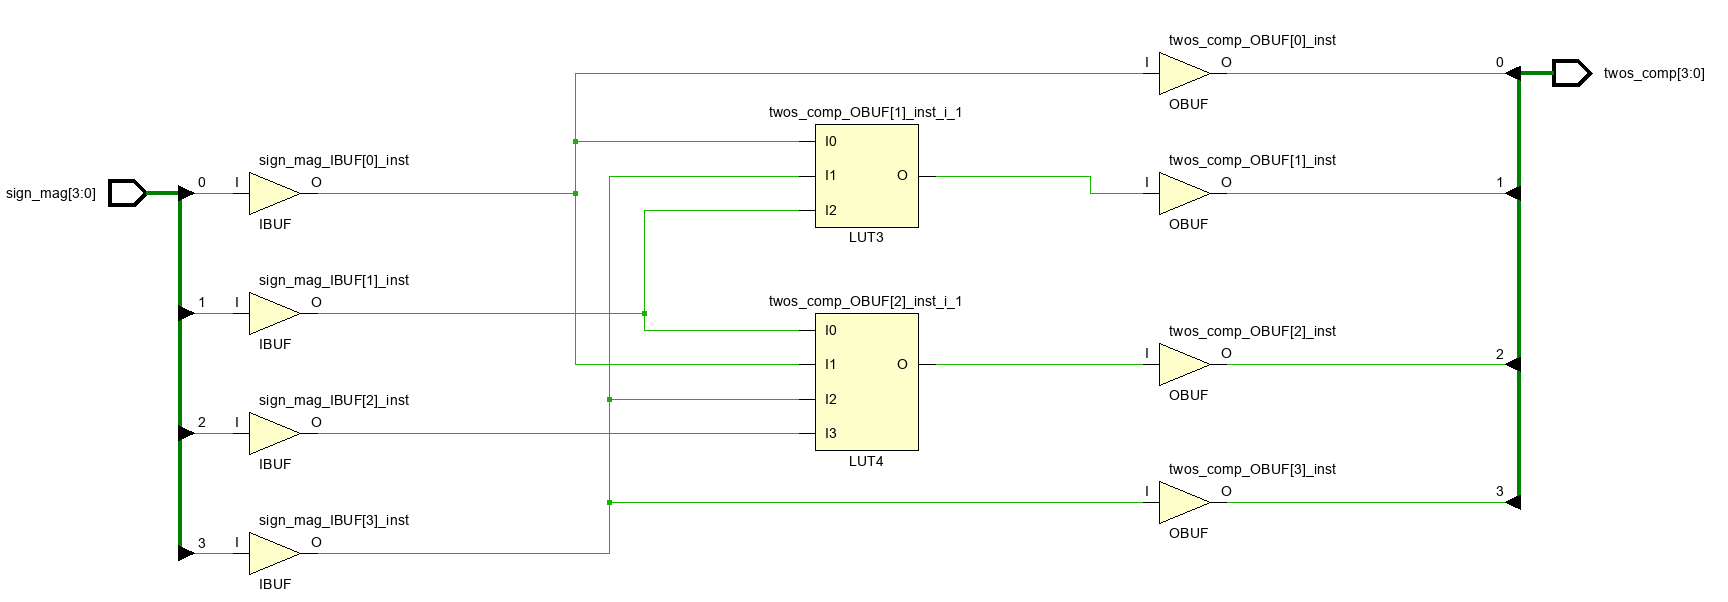 twos_comp_OBUF[0]_inst
I
O
0
twos_comp[3:0]
OBUF
twos_comp_OBUF[1]_inst_i_1
I0
I1
O
I2
LUT3
sign_mag[3:0]
0
sign_mag_IBUF[0]_inst
I
O
IBUF
twos_comp_OBUF[1]_inst
I
O
1
OBUF
1
sign_mag_IBUF[1]_inst
I
O
IBUF
twos_comp_OBUF[2]_inst_i_1
I0
I1
O
I2
I3
LUT4
twos_comp_OBUF[2]_inst
I
O
2
OBUF
2
sign_mag_IBUF[2]_inst
I
O
IBUF
twos_comp_OBUF[3]_inst
I
O
3
OBUF
3
sign_mag_IBUF[3]_inst
I
O
IBUF